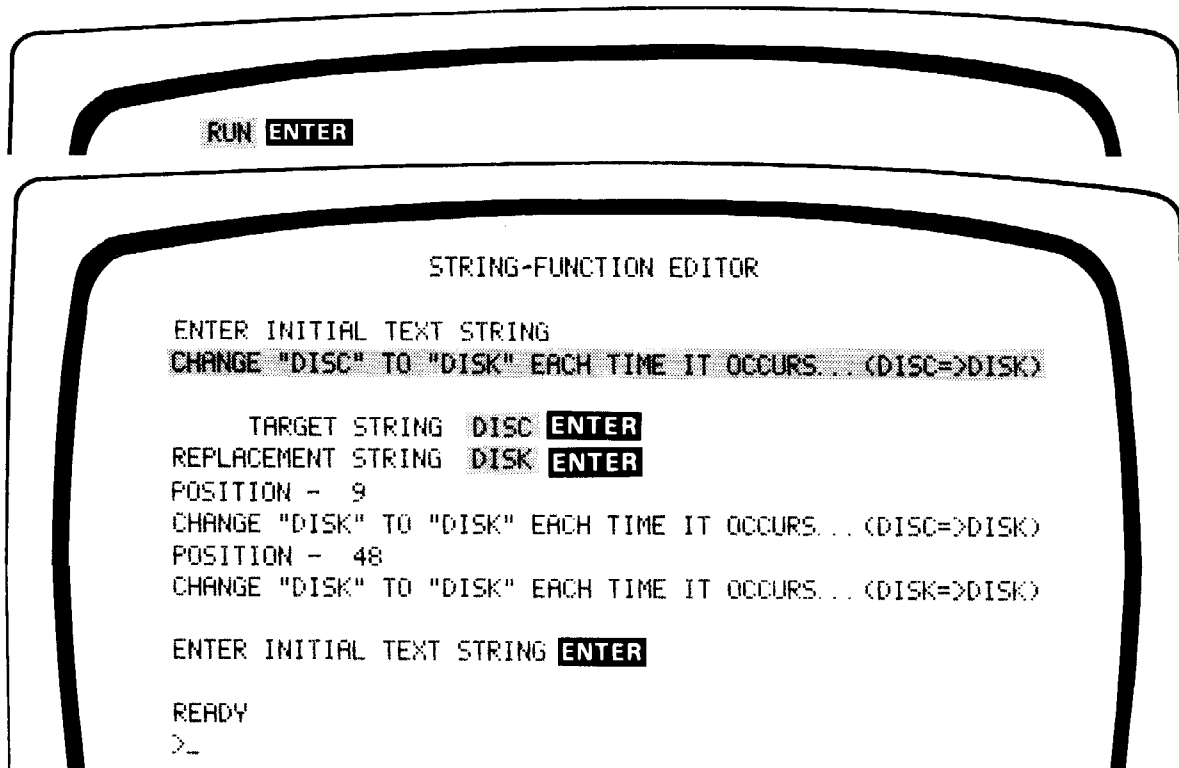 RUN ENTER
STRING-FUNCTION EDITOR
ENTER INITIAL TEXT STRING
CHANGE "DISC" TO "DISK" EACH TIME IT OCCURS...(DISC=>DISK)
TARGET STRING DISC ENTER
REPLACEMENT STRING DISK ENTER
POSITION - 9
CHANGE "DISK" TO "DISK" EACH TIME IT OCCURS...(DISC=>DISK)
POSITION - 48
CHANGE "DISK" TO "DISK" EACH TIME IT OCCURS...(DISK=>DISK)
ENTER INITIAL TEXT STRING ENTER
READY
>_